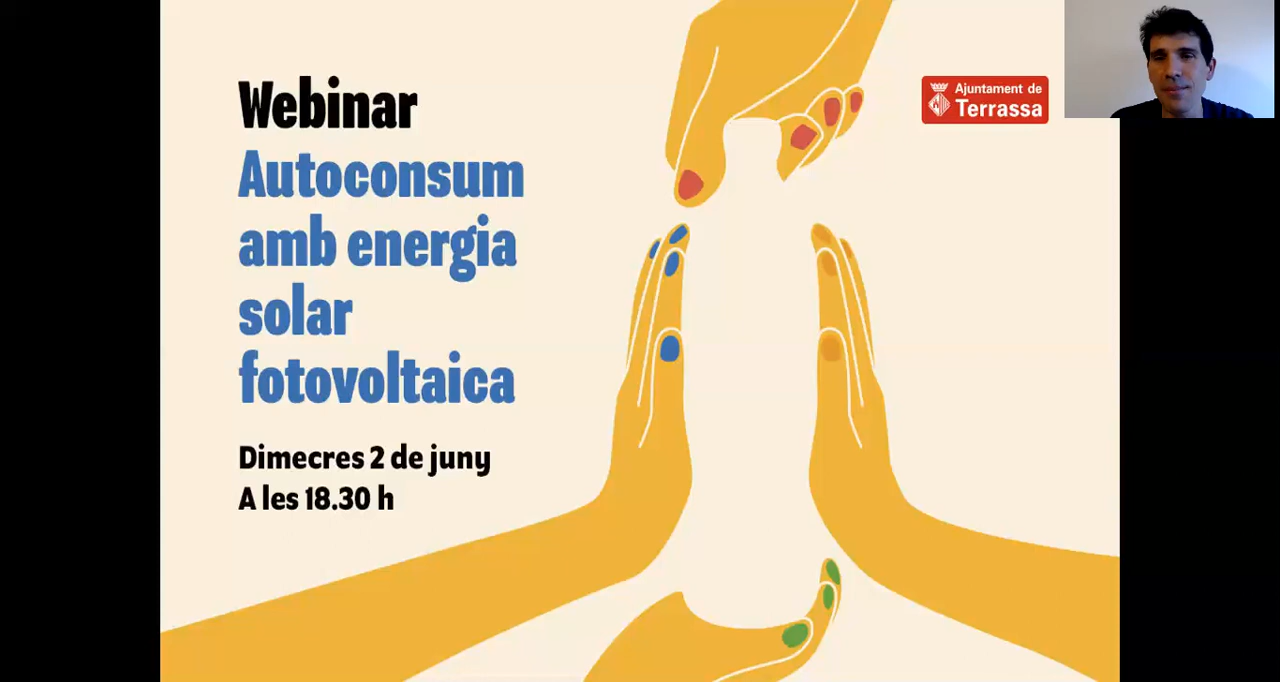 Webinar
Autoconsum
amb energia
solar
fotovoltaica
Dimecres 2 de juny
A les 18.30 h
Ajuntament de
Terrassa